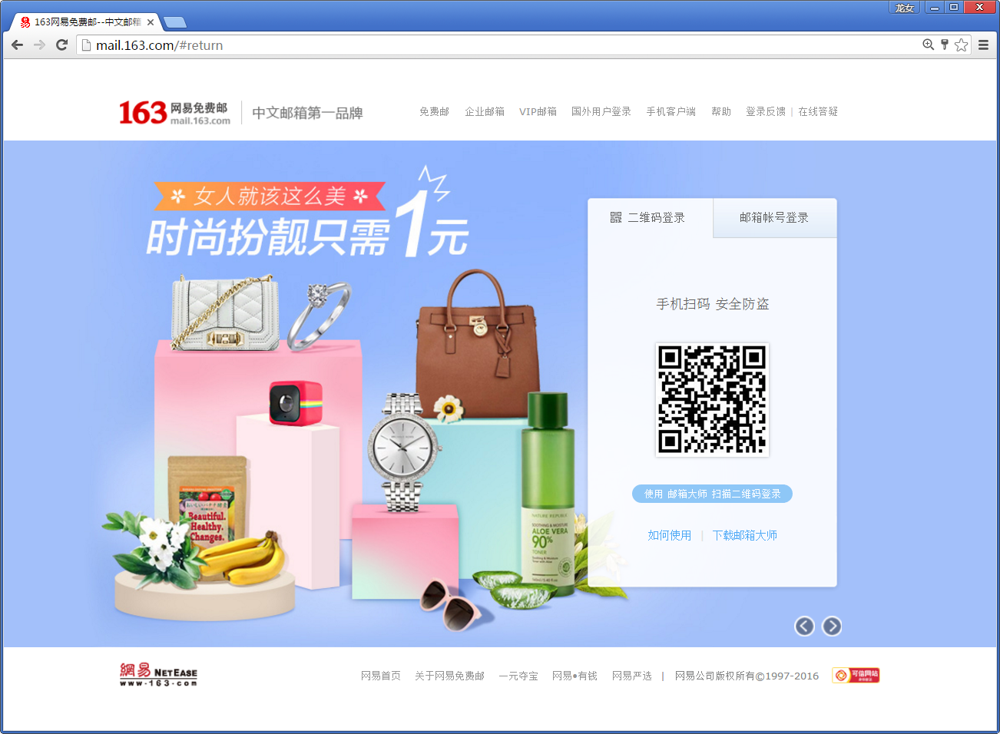 龙女
163网易免费邮--中文邮箱
mail.163.com/#return
163 网易免费邮
mail.163.com
中文邮箱第一品牌
免费邮 企业邮箱 VIP邮箱 国外用户登录 手机客户端 帮助 登录反馈 | 在线答疑
女人就该这么美
时尚扮靓只需1元
二维码登录
邮箱帐号登录
手机扫码 安全防盗
使用 邮箱大师 扫描二维码登录
如何使用 | 下载邮箱大师
Beautiful.
Healthy.
Changes.
NATURE REPUBLIC
SOOTHING & MOISTURE
ALOE VERA
90%
TONER
網易 NETEASE
www.163.com
网易首页 关于网易免费邮 一元夺宝 网易•有钱 网易严选 | 网易公司版权所有©1997-2016
可信网站